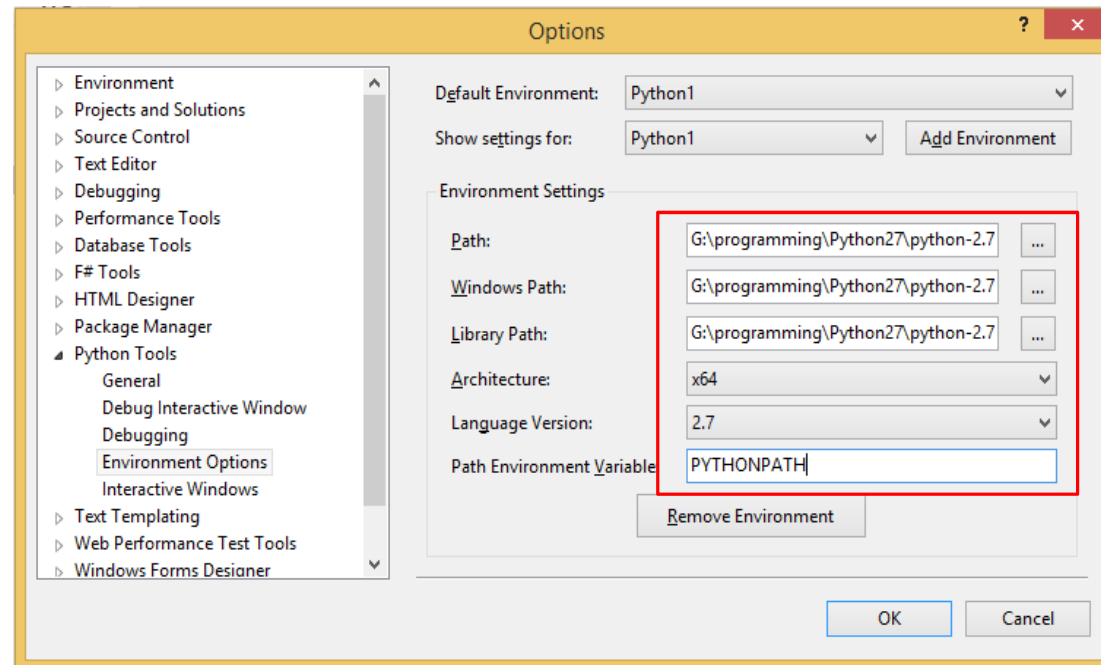 Options
?
×
Environment
Projects and Solutions
Source Control
Text Editor
Debugging
Performance Tools
Database Tools
F# Tools
HTML Designer
Package Manager
Python Tools
General
Debug Interactive Window
Debugging
Environment Options
Interactive Windows
Text Templating
Web Performance Test Tools
Windows Forms Designer
Default Environment: Python1
Show settings for: Python1 Add Environment
Environment Settings
Path: G:\programming\Python27\python-2.7 ...
Windows Path: G:\programming\Python27\python-2.7 ...
Library Path: G:\programming\Python27\python-2.7 ...
Architecture: x64
Language Version: 2.7
Path Environment Variable PYTHONPATH
Remove Environment
OK Cancel